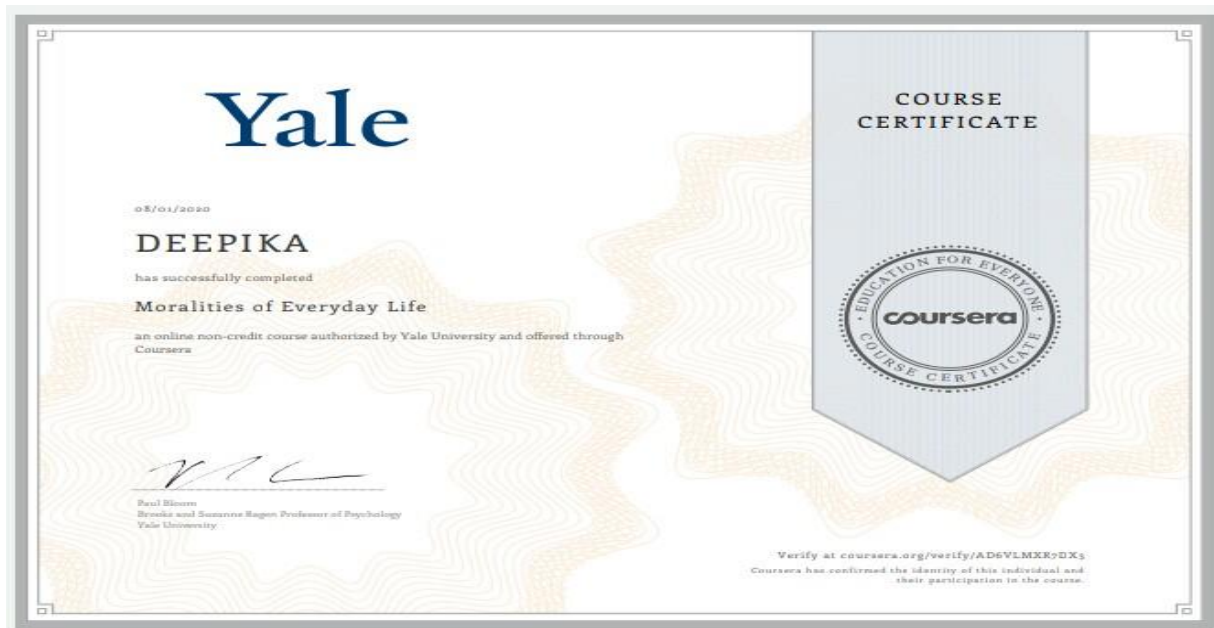 Yale
08/01/2020
DEEPIKA
has successfully completed
Moralities of Everyday Life
an online non-credit course authorized by Yale University and offered through
Coursera
Paul Bloom
Brooks and Suzanne Ragen Professor of Psychology
Yale University
COURSE
CERTIFICATE
EDUCATION FOR EVERYONE
coursera
COURSE CERTIFICATE
Verify at coursera.org/verify/AD6VLMXR7DX5
Coursera has confirmed the identity of this individual and
their participation in the course.